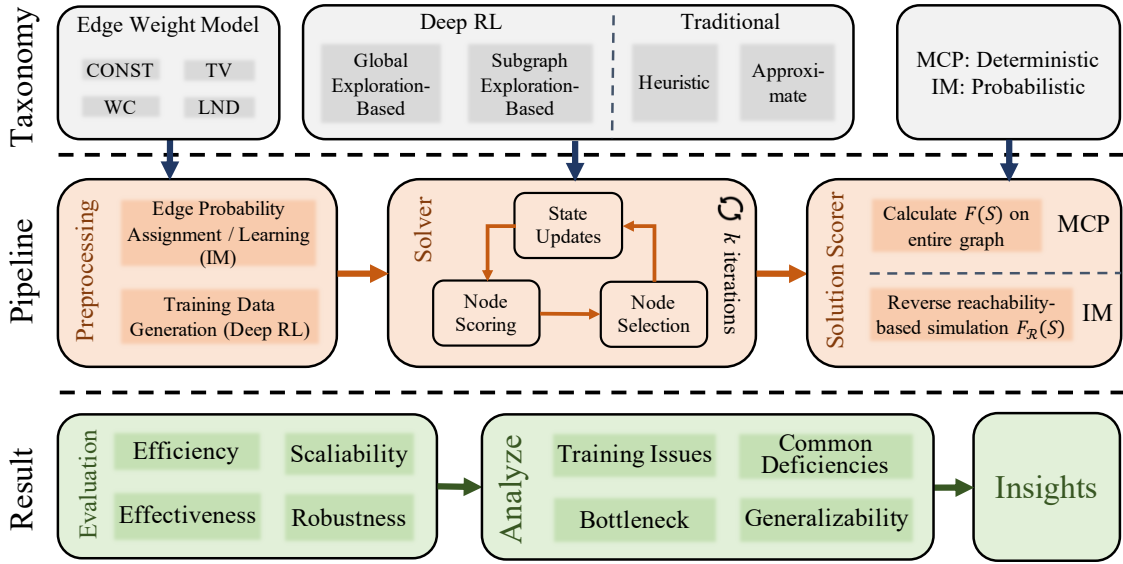 Taxonomy
Edge Weight Model
CONST
TV
WC
LND
Deep RL
Global
Exploration-
Based
Subgraph
Exploration-
Based
Traditional
Heuristic
Approxi-
mate
MCP: Deterministic
IM: Probabilistic
Pipeline
Preprocessing
Edge Probability
Assignment / Learning
(IM)
Training Data
Generation (Deep RL)
Solver
State
Updates
Node
Scoring
Node
Selection
k iterations
Solution Scorer
Calculate F(S) on
entire graph
MCP
Reverse reachability-
based simulation F_ℛ(S)
IM
Result
Evaluation
Efficiency
Scaliability
Effectiveness
Robustness
Analyze
Training Issues
Common
Deficiencies
Bottleneck
Generalizability
Insights